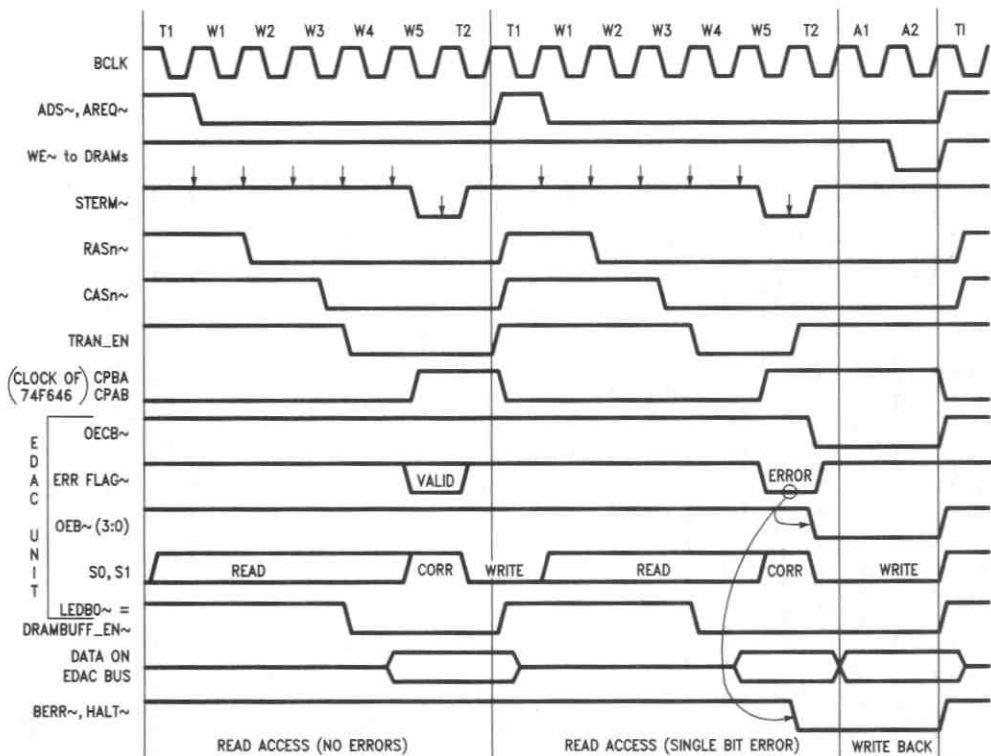 T1 W1 W2 W3 W4 W5 T2 T1 W1 W2 W3 W4 W5 T2 A1 A2 TI
BCLK
ADS~, AREQ~
WE~ to DRAMs
STERM~
RASn~
CASn~
TRAN_EN
(CLOCK OF 74F646) CPBA
CPAB
EDAC UNIT
OECB~
ERR FLAG~ VALID ERROR
OEB~ (3:0)
S0, S1 READ CORR WRITE READ CORR WRITE
LEDBO~ =
DRAMBUFF_EN~
DATA ON
EDAC BUS
BERR~, HALT~
READ ACCESS (NO ERRORS) READ ACCESS (SINGLE BIT ERROR) WRITE BACK